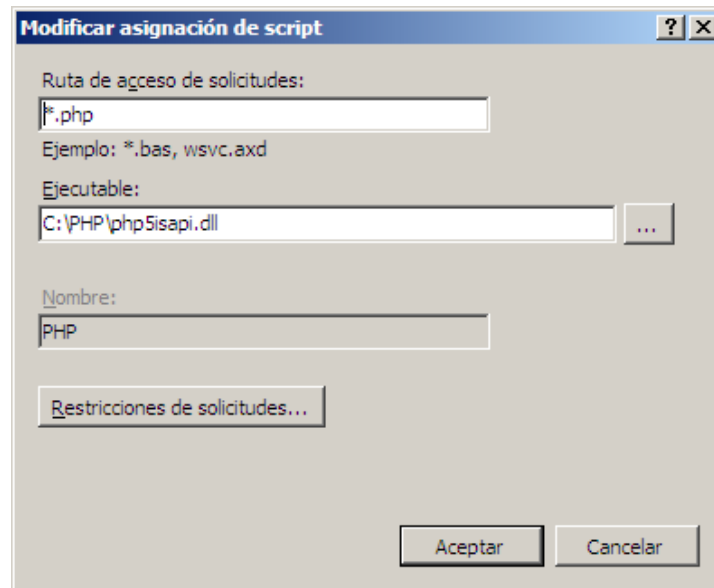 Modificar asignación de script
Ruta de acceso de solicitudes:
*.php
Ejemplo: *.bas, wsvc.axd
Ejecutable:
C:\PHP\php5isapi.dll
...
Nombre:
PHP
Restricciones de solicitudes...
Aceptar
Cancelar